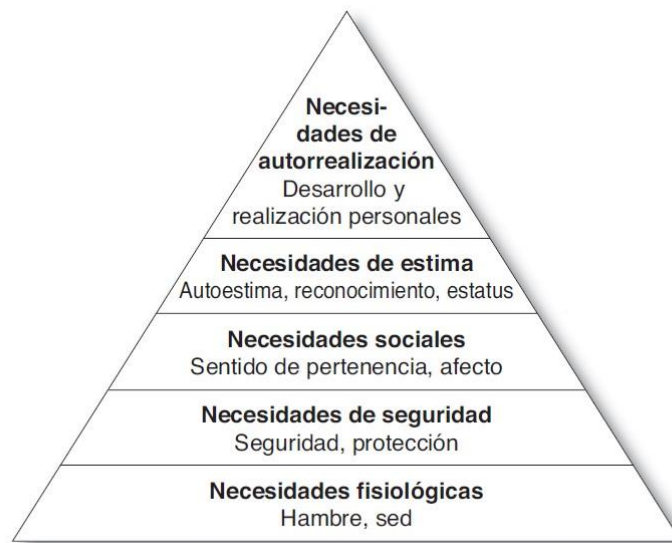 Necesi-
dades de
autorrealización
Desarrollo y
realización personales
Necesidades de estima
Autoestima, reconocimiento, estatus
Necesidades sociales
Sentido de pertenencia, afecto
Necesidades de seguridad
Seguridad, protección
Necesidades fisiológicas
Hambre, sed